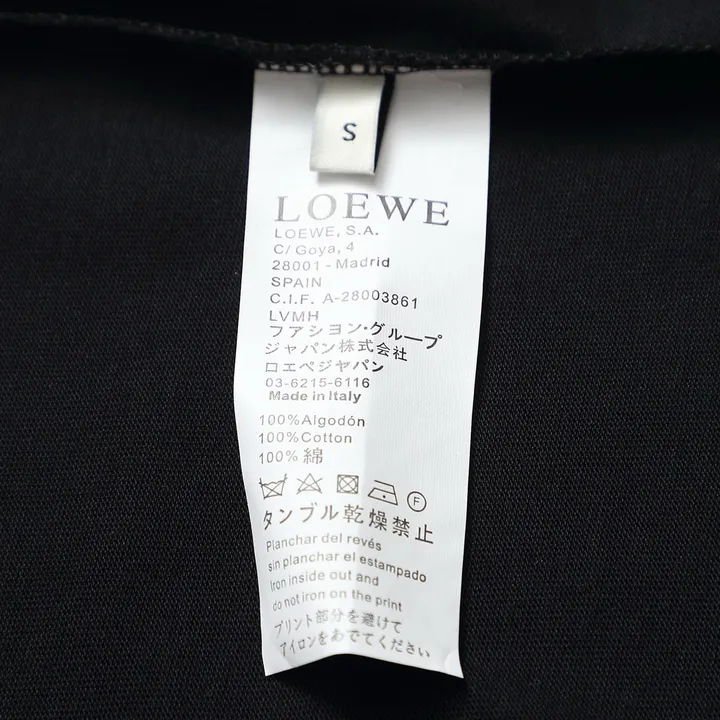 S
LOEWE
LOEWE, S.A.
C/ Goya, 4
28001 - Madrid
SPAIN
C.I.F. A-28003861
LVMH
フアシヨン・グループ
ジャパン株式会社
ロエベジャパン
03-6215-6116
Made in Italy
100%Algodón
100%Cotton
100% 綿
F
タンブル乾燥禁止
Planchar del revés
sin planchar el estampado
Iron inside out and
do not iron on the print
プリント部分を避けて
アイロンをあでてください